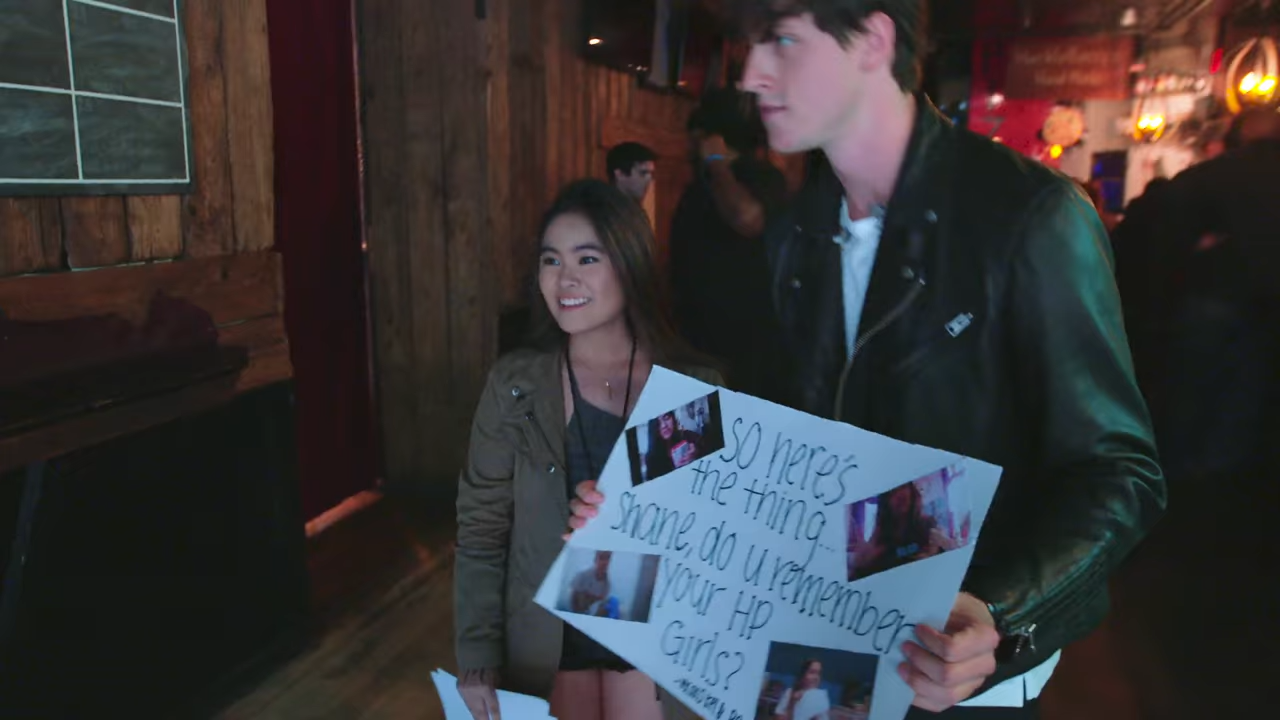 So here's
the thing...
Shane, do u remember
your HP
Girls?